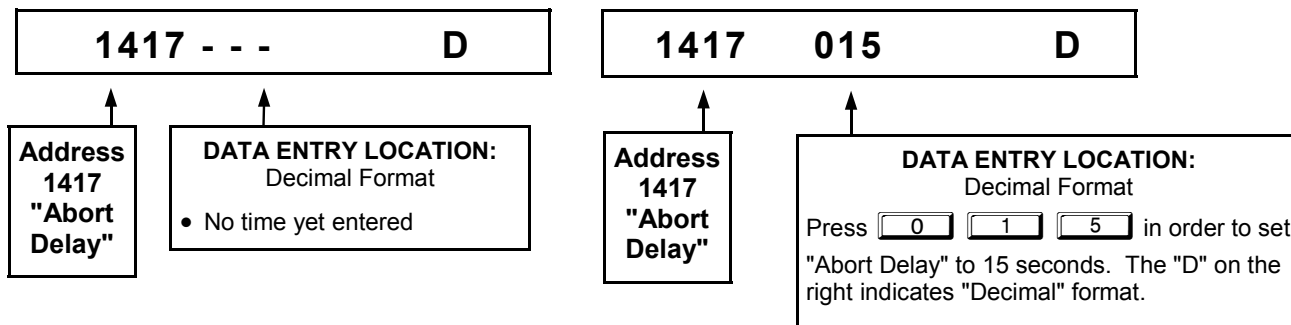 1417 - - - D
Address
1417
"Abort
Delay"
DATA ENTRY LOCATION:
Decimal Format
• No time yet entered
1417 015 D
Address
1417
"Abort
Delay"
DATA ENTRY LOCATION:
Decimal Format
Press 0 1 5 in order to set
"Abort Delay" to 15 seconds. The "D" on the
right indicates "Decimal" format.